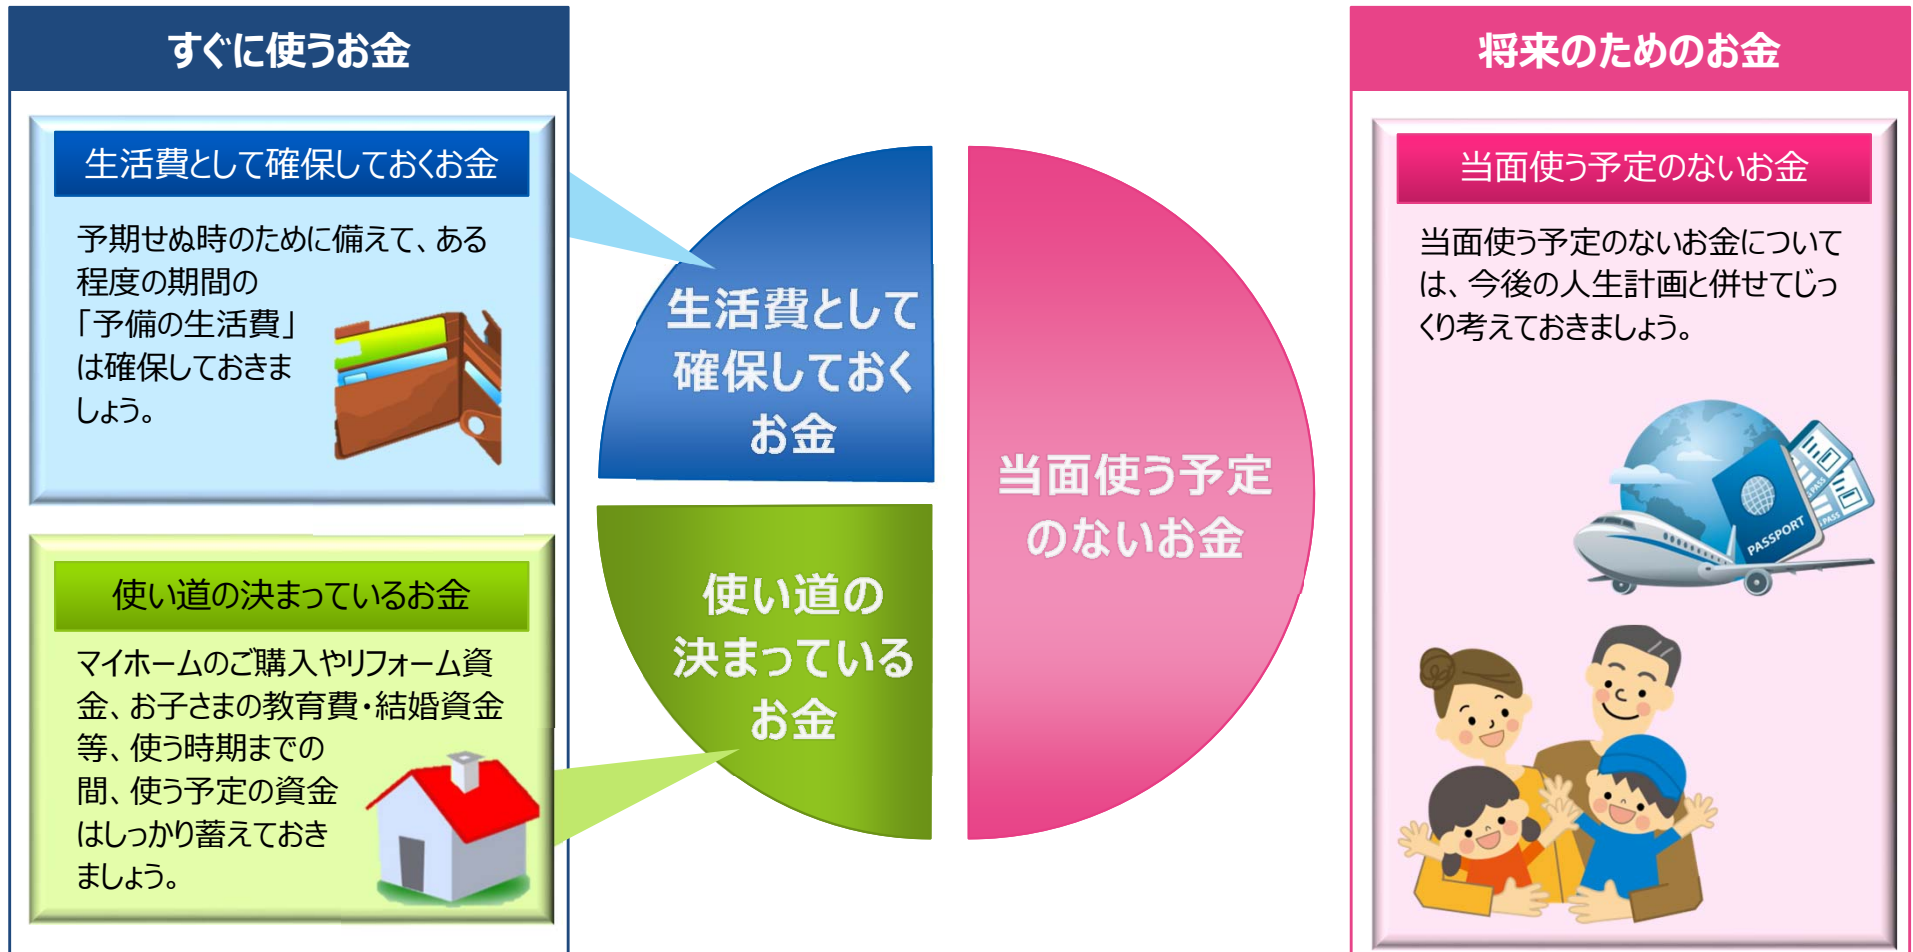 すぐに使うお金
生活費として確保しておくお金
予期せぬ時のために備えて、ある
程度の期間の
「予備の生活費」
は確保しておきま
しょう。
使い道の決まっているお金
マイホームのご購入やリフォーム資
金、お子さまの教育費・結婚資金
等、使う時期までの
間、使う予定の資金
はしっかり蓄えておき
ましょう。
生活費として
確保しておく
お金
使い道の
決まっている
お金
当面使う予定
のないお金
将来のためのお金
当面使う予定のないお金
当面使う予定のないお金について
は、今後の人生計画と併せてじっ
くり考えておきましょう。
PASSPORT